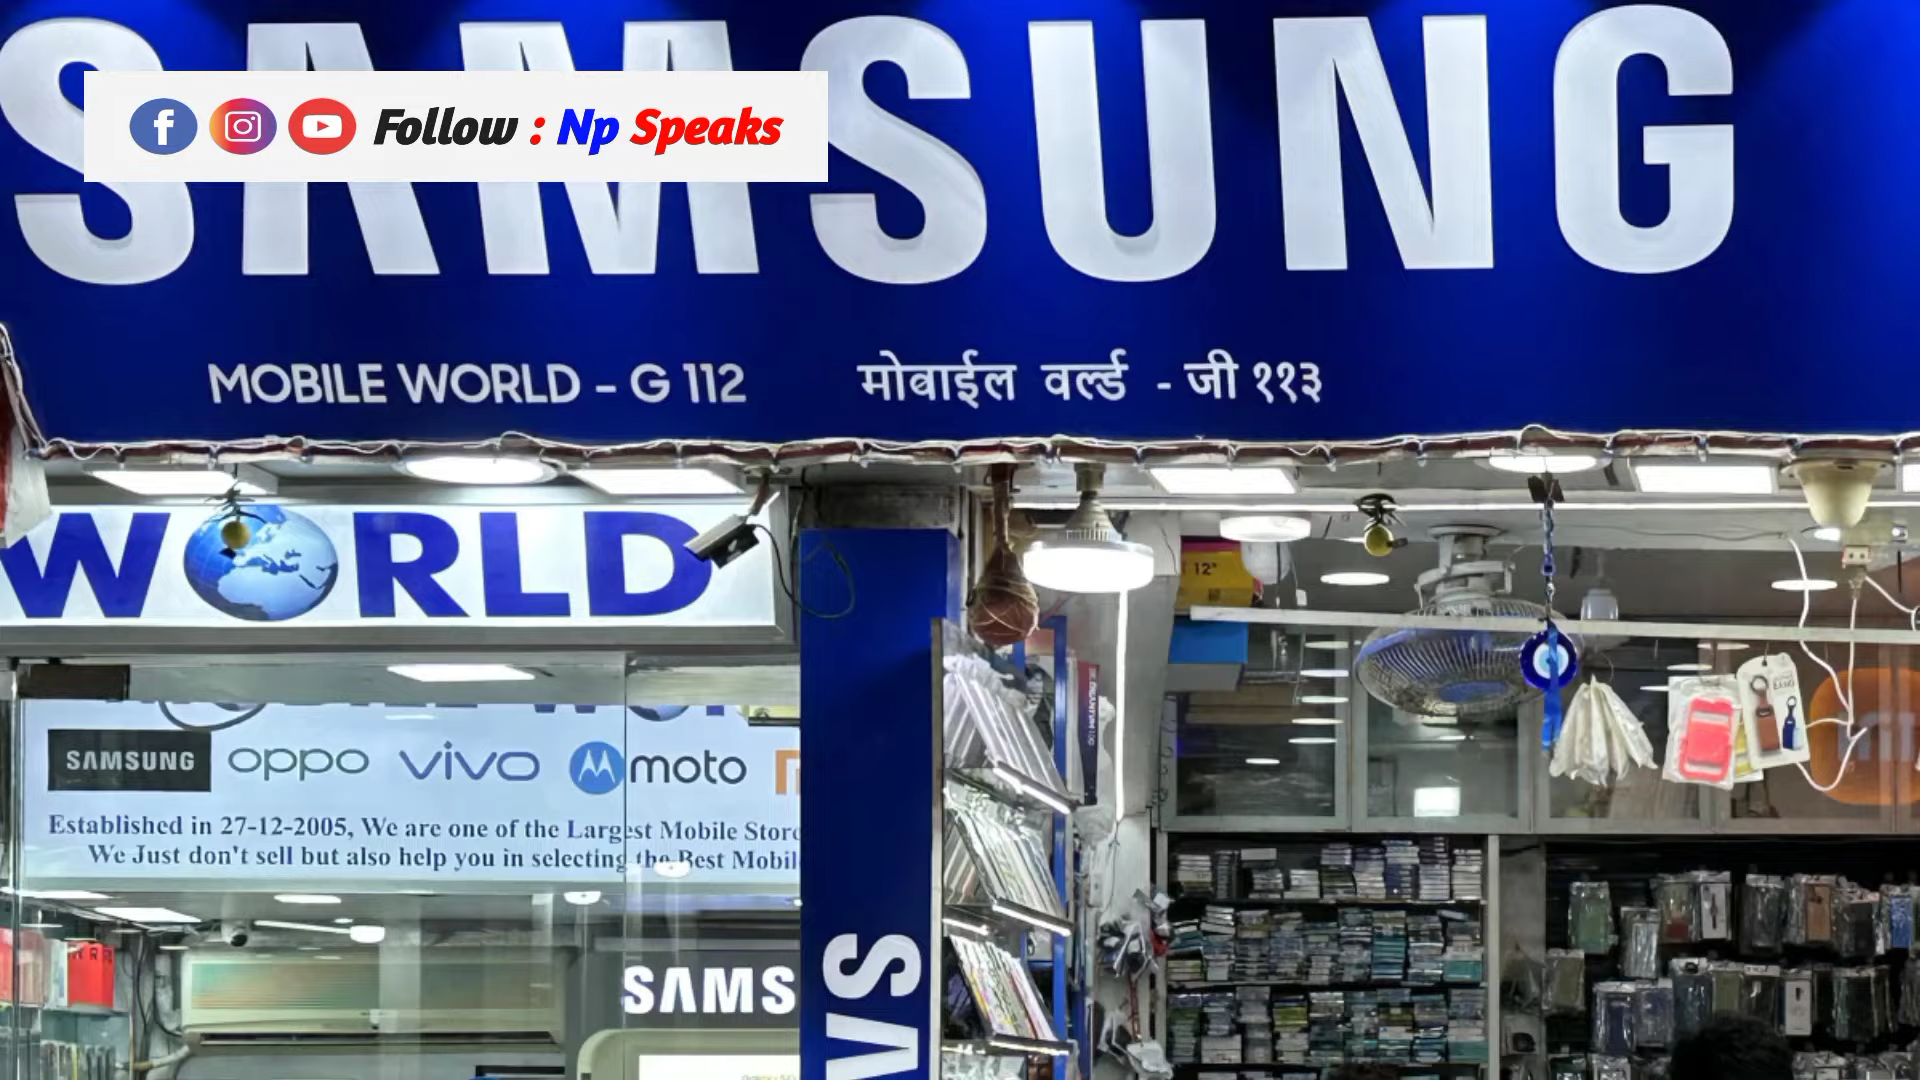 SAMSUNG
Follow : Np Speaks
MOBILE WORLD - G 112
मोबाईल वर्ल्ड - जी ११३
WORLD
12"
SAMSUNG oppo vivo moto
Established in 27-12-2005, We are one of the Largest Mobile Store
We Just don't sell but also help you in selecting the Best Mobil
SAMS